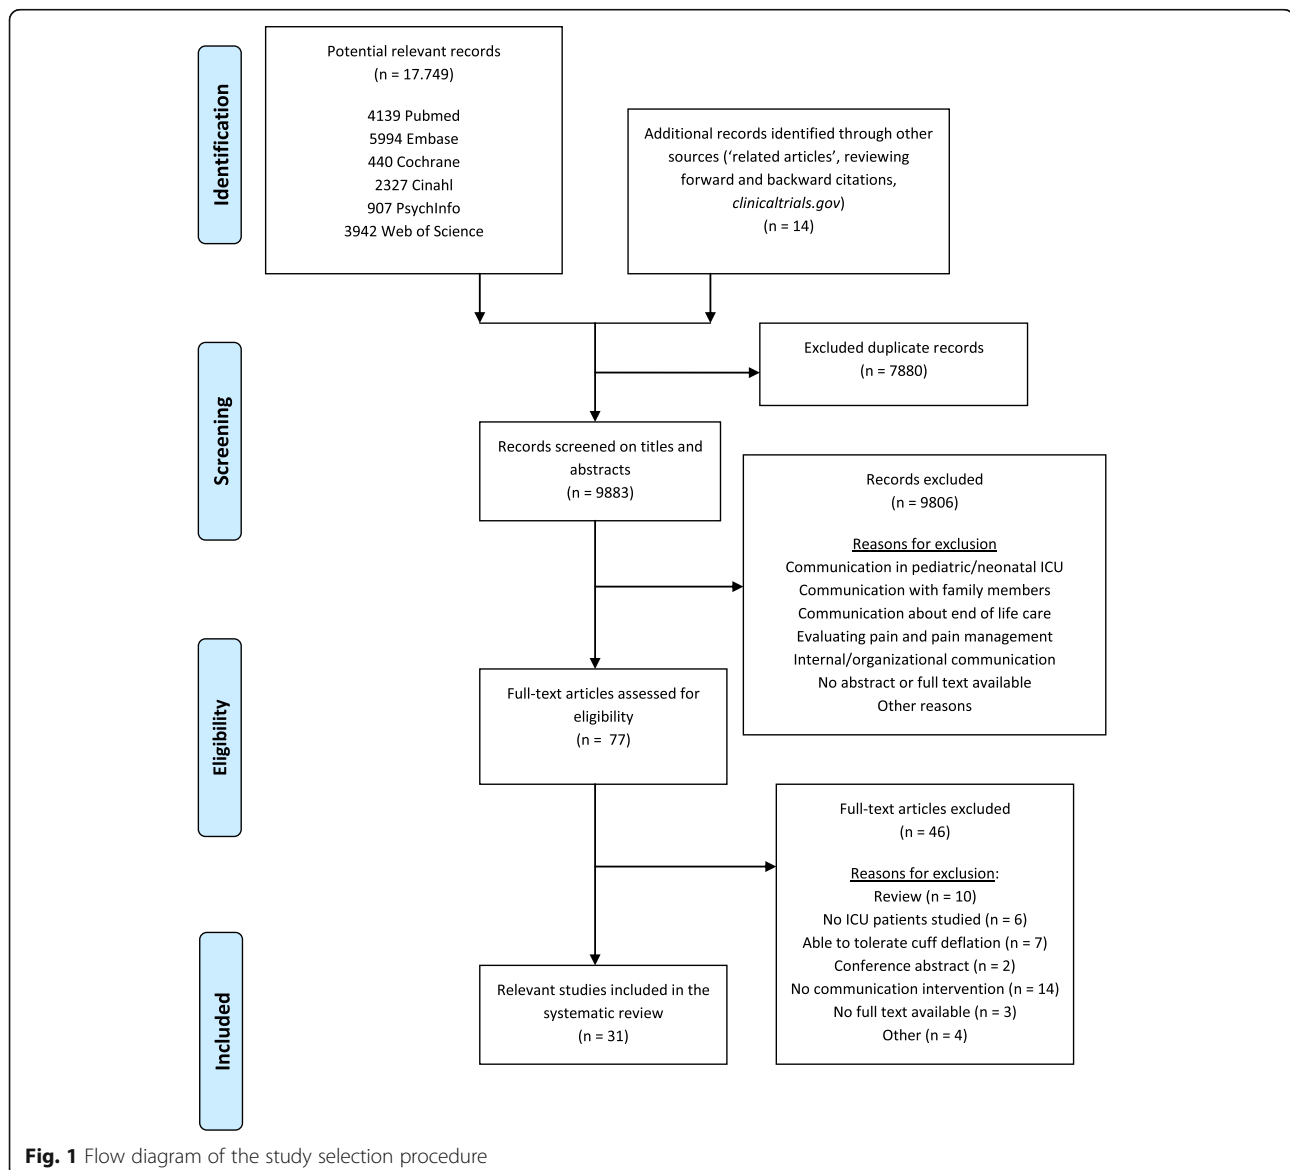 Identification
Potential relevant records
(n = 17.749)
4139 Pubmed
5994 Embase
440 Cochrane
2327 Cinahl
907 PsychInfo
3942 Web of Science
Additional records identified through other
sources (‘related articles’, reviewing
forward and backward citations,
clinicaltrials.gov)
(n = 14)
Screening
Excluded duplicate records
(n = 7880)
Records screened on titles and
abstracts
(n = 9883)
Records excluded
(n = 9806)
Reasons for exclusion
Communication in pediatric/neonatal ICU
Communication with family members
Communication about end of life care
Evaluating pain and pain management
Internal/organizational communication
No abstract or full text available
Other reasons
Eligibility
Full-text articles assessed for
eligibility
(n = 77)
Full-text articles excluded
(n = 46)
Reasons for exclusion:
Review (n = 10)
No ICU patients studied (n = 6)
Able to tolerate cuff deflation (n = 7)
Conference abstract (n = 2)
No communication intervention (n = 14)
No full text available (n = 3)
Other (n = 4)
Included
Relevant studies included in the
systematic review
(n = 31)
Fig. 1 Flow diagram of the study selection procedure